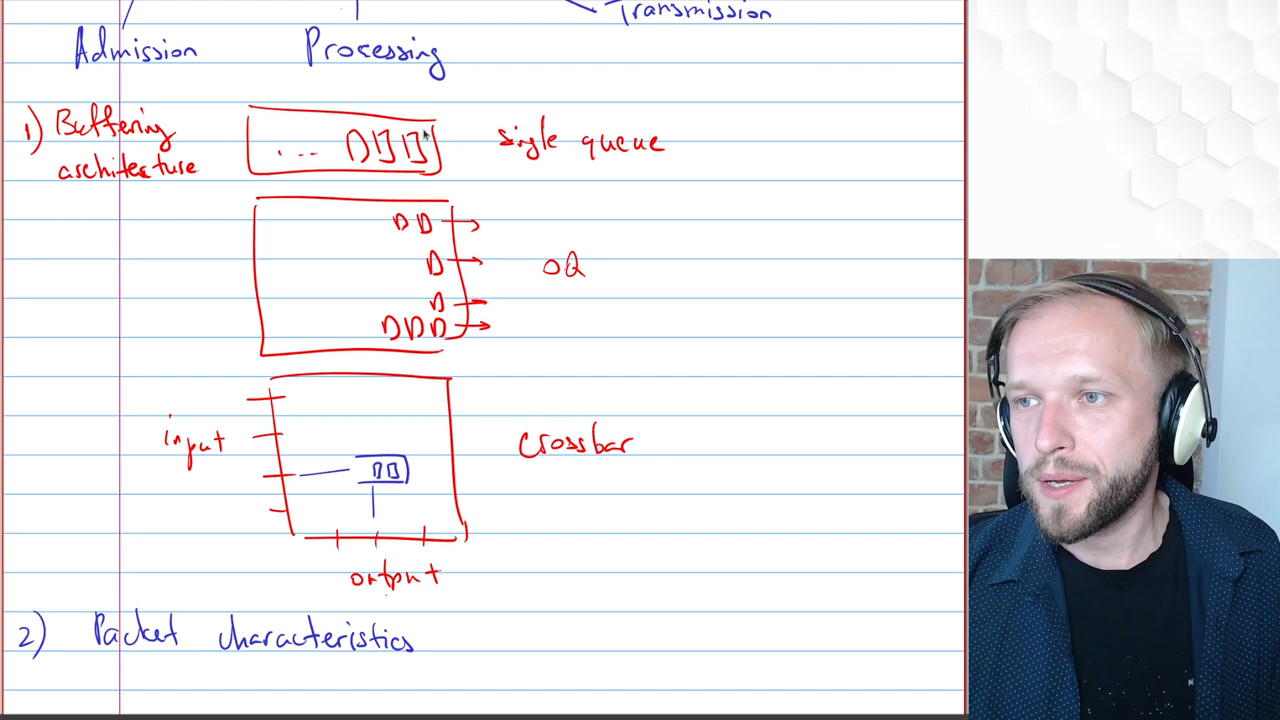 Transmission
Admission Processing
1) Buffering
architecture
... single queue
OQ
input
crossbar
output
2) Packet characteristics